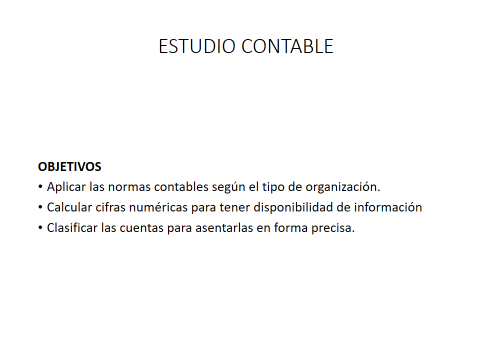 ESTUDIO CONTABLE
OBJETIVOS
• Aplicar las normas contables según el tipo de organización.
• Calcular cifras numéricas para tener disponibilidad de información
• Clasificar las cuentas para asentarlas en forma precisa.